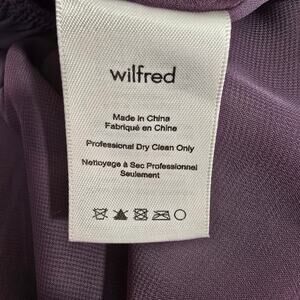 wilfred
Made in China
Fabriqué en Chine
Professional Dry Clean Only
Nettoyage à Sec Professionnel
Seulement